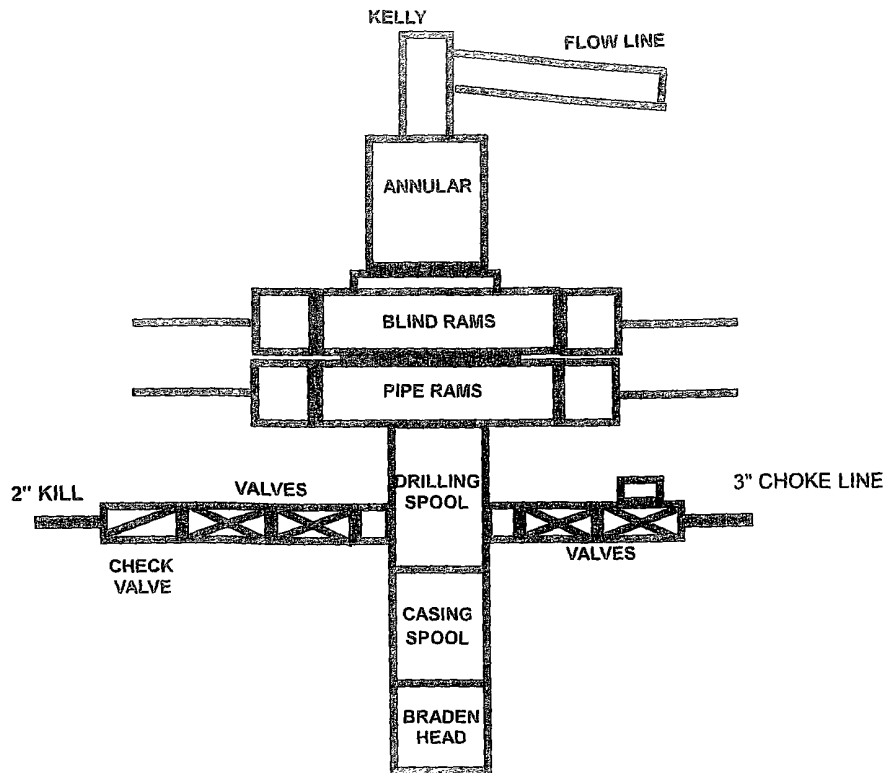 KELLY
FLOW LINE
ANNULAR
BLIND RAMS
PIPE RAMS
2" KILL
VALVES
DRILLING
SPOOL
3" CHOKE LINE
CHECK
VALVE
VALVES
CASING
SPOOL
BRADEN
HEAD